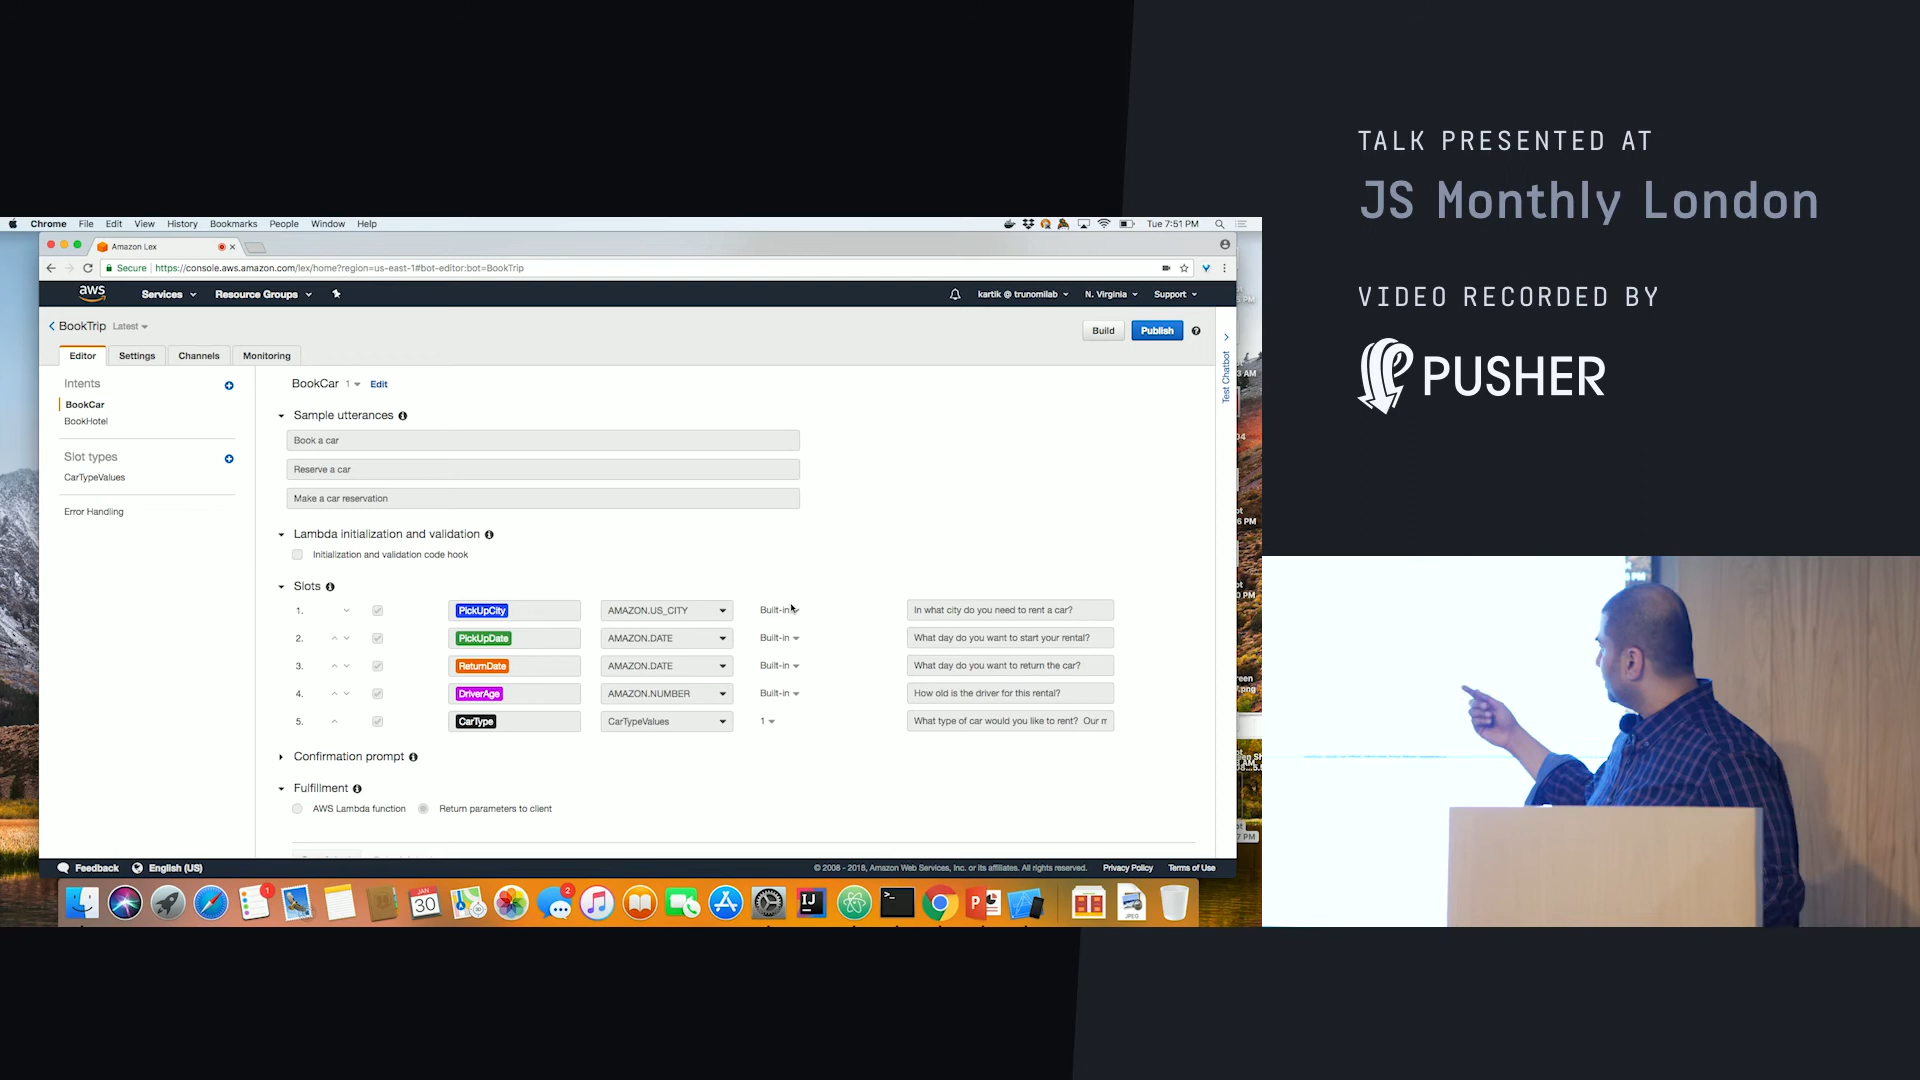 TALK PRESENTED AT
JS Monthly London
VIDEO RECORDED BY
PUSHER
Chrome File Edit View History Bookmarks People Window Help
Tue 7:51 PM
Amazon Lex
Secure https://console.aws.amazon.com/lex/home?region=us-east-1#bot-editor:bot=BookTrip
aws Services Resource Groups kartik @ trunomilab N. Virginia Support
BookTrip Latest
Build Publish
Editor Settings Channels Monitoring
Test Chatbot
Intents
BookCar
BookHotel
Slot types
CarTypeValues
Error Handling
BookCar 1 Edit
Sample utterances
Book a car
Reserve a car
Make a car reservation
Lambda initialization and validation
Initialization and validation code hook
Slots
1. PickUpCity AMAZON.US_CITY Built-in In what city do you need to rent a car?
2. PickUpDate AMAZON.DATE Built-in What day do you want to start your rental?
3. ReturnDate AMAZON.DATE Built-in What day do you want to return the car?
4. DriverAge AMAZON.NUMBER Built-in How old is the driver for this rental?
5. CarType CarTypeValues 1 What type of car would you like to rent? Our
Confirmation prompt
Fulfillment
AWS Lambda function Return parameters to client
Feedback English (US)
© 2008 - 2018, Amazon Web Services, Inc. or its affiliates. All rights reserved. Privacy Policy Terms of Use
1
JAN
30
2
IJ
P
JPEG